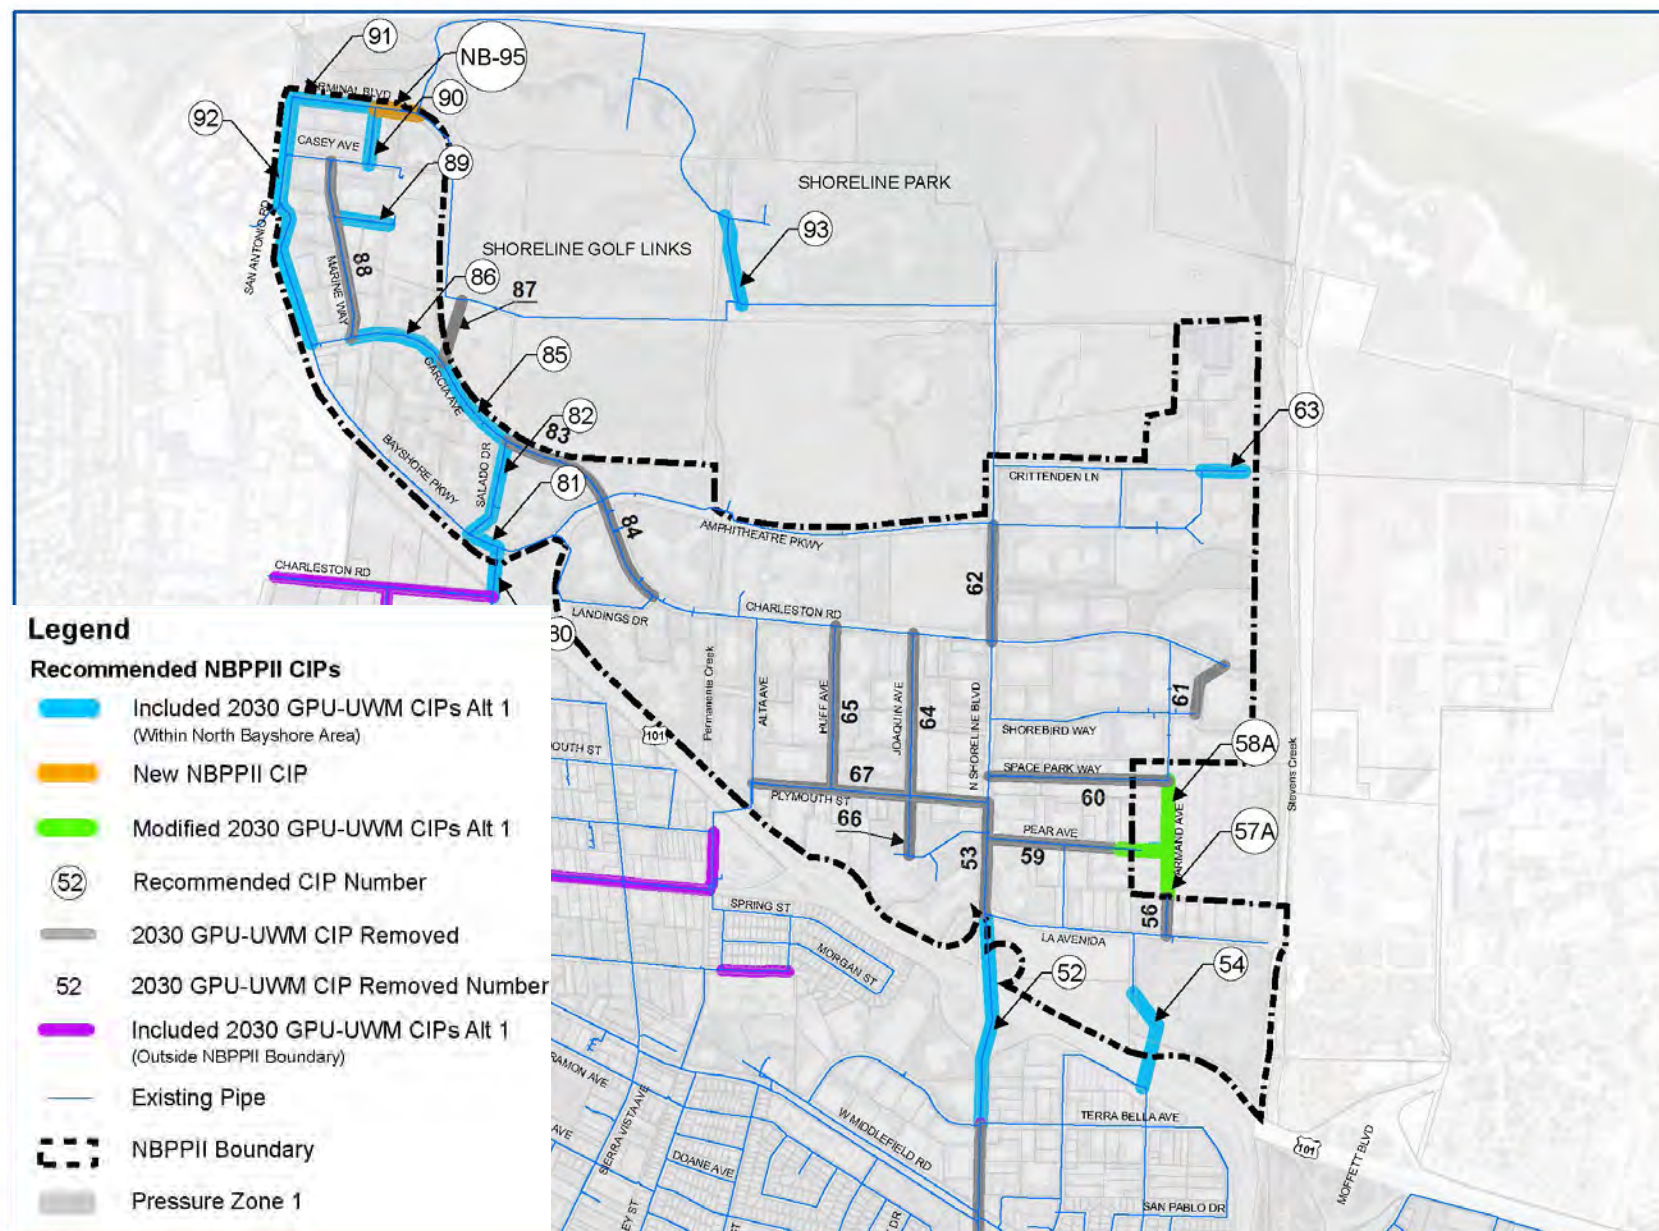 91
NB-95
RMINAL BLVD
90
92
CASEY AVE
89
SHORELINE PARK
SAN ANTONIO RD
93
SHORELINE GOLF LINKS
88
MARINE WAY
86
87
85
GARCIA AVE
82
83
63
BAYSHORE PKWY
SALADO DR
81
CRITTENDEN LN
84
AMPHITHEATRE PKWY
CHARLESTON RD
62
LANDINGS DR
CHARLESTON RD
80
Permanente Creek
ALTA AVE
HUFF AVE
65
JOAQUIN AVE
64
N SHORELINE BLVD
61
SHOREBIRD WAY
101
OUTH ST
58A
SPACE PARK WAY
67
60
PLYMOUTH ST
Stevens Creek
66
PEAR AVE
ARMAND AVE
57A
53
59
SPRING ST
56
LA AVENIDA
MORGAN ST
52
54
RAMON AVE
SIERRA VISTA AVE
W MIDDLEFIELD RD
TERRA BELLA AVE
AVE
DOANE AVE
101
MOFFETT BLVD
SAN PABLO DR
EY ST
ST
DR
Legend
Recommended NBPPII CIPs
Included 2030 GPU-UWM CIPs Alt 1
(Within North Bayshore Area)
New NBPPII CIP
Modified 2030 GPU-UWM CIPs Alt 1
52 Recommended CIP Number
2030 GPU-UWM CIP Removed
52 2030 GPU-UWM CIP Removed Number
Included 2030 GPU-UWM CIPs Alt 1
(Outside NBPPII Boundary)
Existing Pipe
NBPPII Boundary
Pressure Zone 1